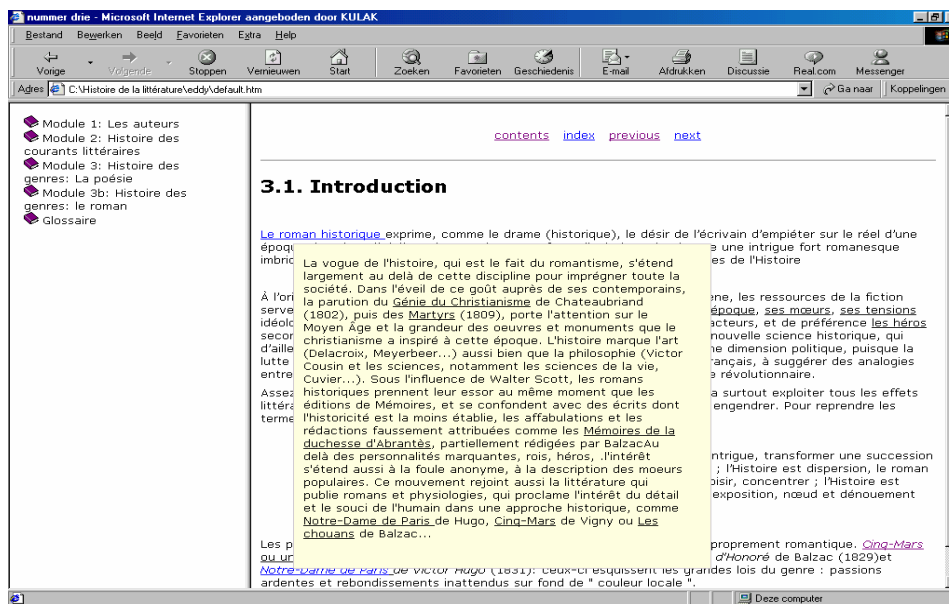 nummer drie - Microsoft Internet Explorer aangeboden door KULAK
Bestand Bewerken Beeld Favorieten Extra Help
Vorige Volgende Stoppen Vernieuwen Start Zoeken Favorieten Geschiedenis E-mail Afdrukken Discussie Real.com Messenger
Adres C:\Histoire de la littérature\eddy\default.htm Ga naar Koppelingen
Module 1: Les auteurs
Module 2: Histoire des
courants littéraires
Module 3: Histoire des
genres: La poésie
Module 3b: Histoire des
genres: le roman
Glossaire
contents index previous next
3.1. Introduction
Le roman historique exprime, comme le drame (historique), le désir de l'écrivain d'empiéter sur le réel d'une
époqu e une intrigue fort romanesque
imbric es de l'Histoire
À l'ori ne, les ressources de la fiction
serve époque, ses mœurs, ses tensions
idéolo acteurs, et de préférence les héros
secor nouvelle science historique, qui
d'aille ne dimension politique, puisque la
lutte rançais, à suggérer des analogies
entre e révolutionnaire.
Assez a surtout exploiter tous les effets
littéra engendrer. Pour reprendre les
terme
ntrigue, transformer une succession
; l'Histoire est dispersion, le roman
oisir, concentrer ; l'Histoire est
exposition, nœud et dénouement
La vogue de l'histoire, qui est le fait du romantisme, s'étend
largement au delà de cette discipline pour imprégner toute la
société. Dans l'éveil de ce goût auprès de ses contemporains,
la parution du Génie du Christianisme de Chateaubriand
(1802), puis des Martyrs (1809), porte l'attention sur le
Moyen Âge et la grandeur des oeuvres et monuments que le
christianisme a inspiré à cette époque. L'histoire marque l'art
(Delacroix, Meyerbeer...) aussi bien que la philosophie (Victor
Cousin et les sciences, notamment les sciences de la vie,
Cuvier...). Sous l'influence de Walter Scott, les romans
historiques prennent leur essor au même moment que les
éditions de Mémoires, et se confondent avec des écrits dont
l'historicité est la moins établie, les affabulations et les
rédactions faussement attribuées comme les Mémoires de la
duchesse d'Abrantès, partiellement rédigées par BalzacAu
delà des personnalités marquantes, rois, héros, .l'intérêt
s'étend aussi à la foule anonyme, à la description des moeurs
populaires. Ce mouvement rejoint aussi la littérature qui
publie romans et physiologies, qui proclame l'intérêt du détail
et le souci de l'humain dans une approche historique, comme
Notre-Dame de Paris de Hugo, Cinq-Mars de Vigny ou Les
chouans de Balzac...
Les p proprement romantique. Cinq-Mars
ou un d'Honoré de Balzac (1829)et
Notre-Dame de Paris de Victor Hugo (1831): ceux-ci esquissent les grandes lois du genre : passions
ardentes et rebondissements inattendus sur fond de " couleur locale ".
Deze computer